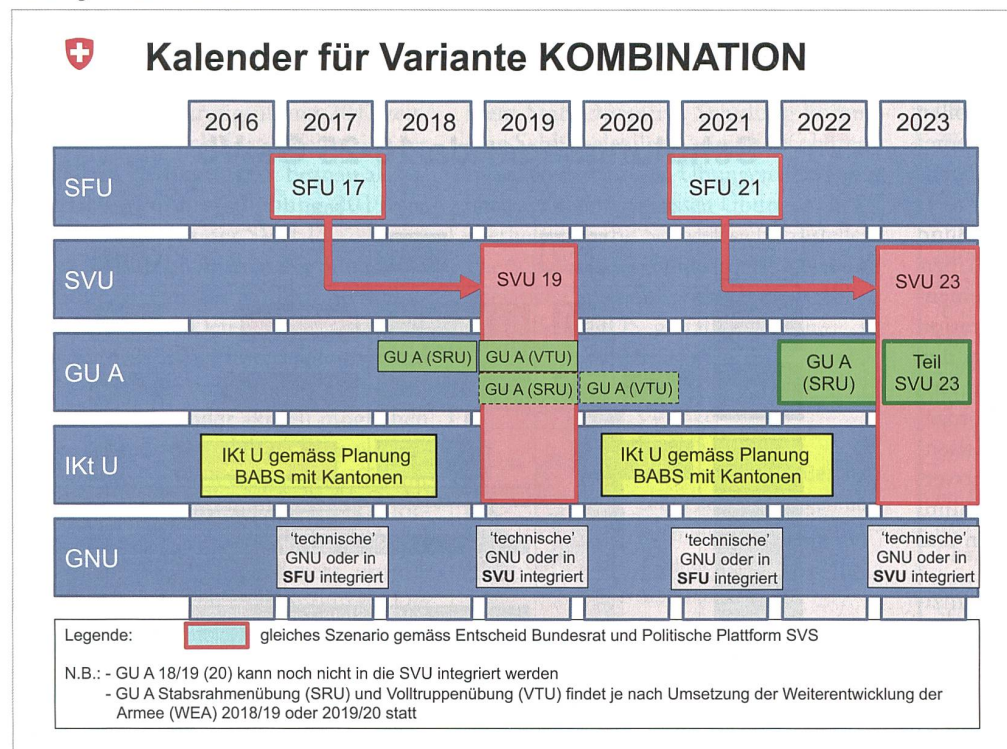 Kalender für Variante KOMBINATION
2016 2017 2018 2019 2020 2021 2022 2023
SFU
SFU 17
SFU 21
SVU
SVU 19
SVU 23
GU A
GU A (SRU)
GU A (VTU)
GU A (SRU)
GU A (VTU)
GU A
(SRU)
Teil
SVU 23
IKt U
IKt U gemäss Planung
BABS mit Kantonen
IKt U gemäss Planung
BABS mit Kantonen
GNU
'technische'
GNU oder in
SFU integriert
'technische'
GNU oder in
SVU integriert
'technische'
GNU oder in
SFU integriert
'technische'
GNU oder in
SVU integriert
Legende: gleiches Szenario gemäss Entscheid Bundesrat und Politische Plattform SVS
N.B.: - GU A 18/19 (20) kann noch nicht in die SVU integriert werden
- GU A Stabsrahmenübung (SRU) und Volltruppenübung (VTU) findet je nach Umsetzung der Weiterentwicklung der
Armee (WEA) 2018/19 oder 2019/20 statt